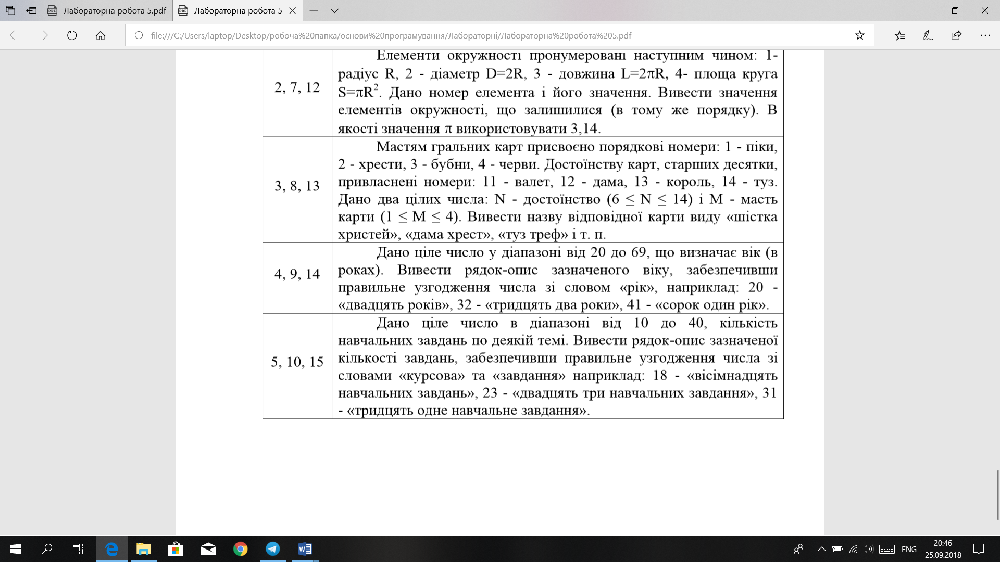 Лабораторна робота 5.pdf
Лабораторна робота 5
file:///C:/Users/laptop/Desktop/робоча%20папка/основи%20програмування/Лабораторні/Лабораторна%20робота%205.pdf
Елементи окружності пронумеровані наступним чином: 1-
радіус R, 2 - діаметр D=2R, 3 - довжина L=2πR, 4- площа круга
2, 7, 12
S=πR². Дано номер елемента і його значення. Вивести значення
елементів окружності, що залишилися (в тому же порядку). В
якості значення π використовувати 3,14.
Мастям гральних карт присвоєно порядкові номери: 1 - піки,
2 - хрести, 3 - бубни, 4 - черви. Достоїнству карт, старших десятки,
3, 8, 13
привласнені номери: 11 - валет, 12 - дама, 13 - король, 14 - туз.
Дано два цілих числа: N - достоїнство (6 ≤ N ≤ 14) і M - масть
карти (1 ≤ M ≤ 4). Вивести назву відповідної карти виду «шістка
христей», «дама хрест», «туз треф» і т. п.
Дано ціле число у діапазоні від 20 до 69, що визначає вік (в
4, 9, 14
роках). Вивести рядок-опис зазначеного віку, забезпечивши
правильне узгодження числа зі словом «рік», наприклад: 20 -
«двадцять років», 32 - «тридцять два роки», 41 - «сорок один рік».
Дано ціле число в діапазоні від 10 до 40, кількість
навчальних завдань по деякій темі. Вивести рядок-опис зазначеної
5, 10, 15
кількості завдань, забезпечивши правильне узгодження числа зі
словами «курсова» та «завдання» наприклад: 18 - «вісімнадцять
навчальних завдань», 23 - «двадцять три навчальних завдання», 31
- «тридцять одне навчальне завдання».
ENG
20:46
25.09.2018